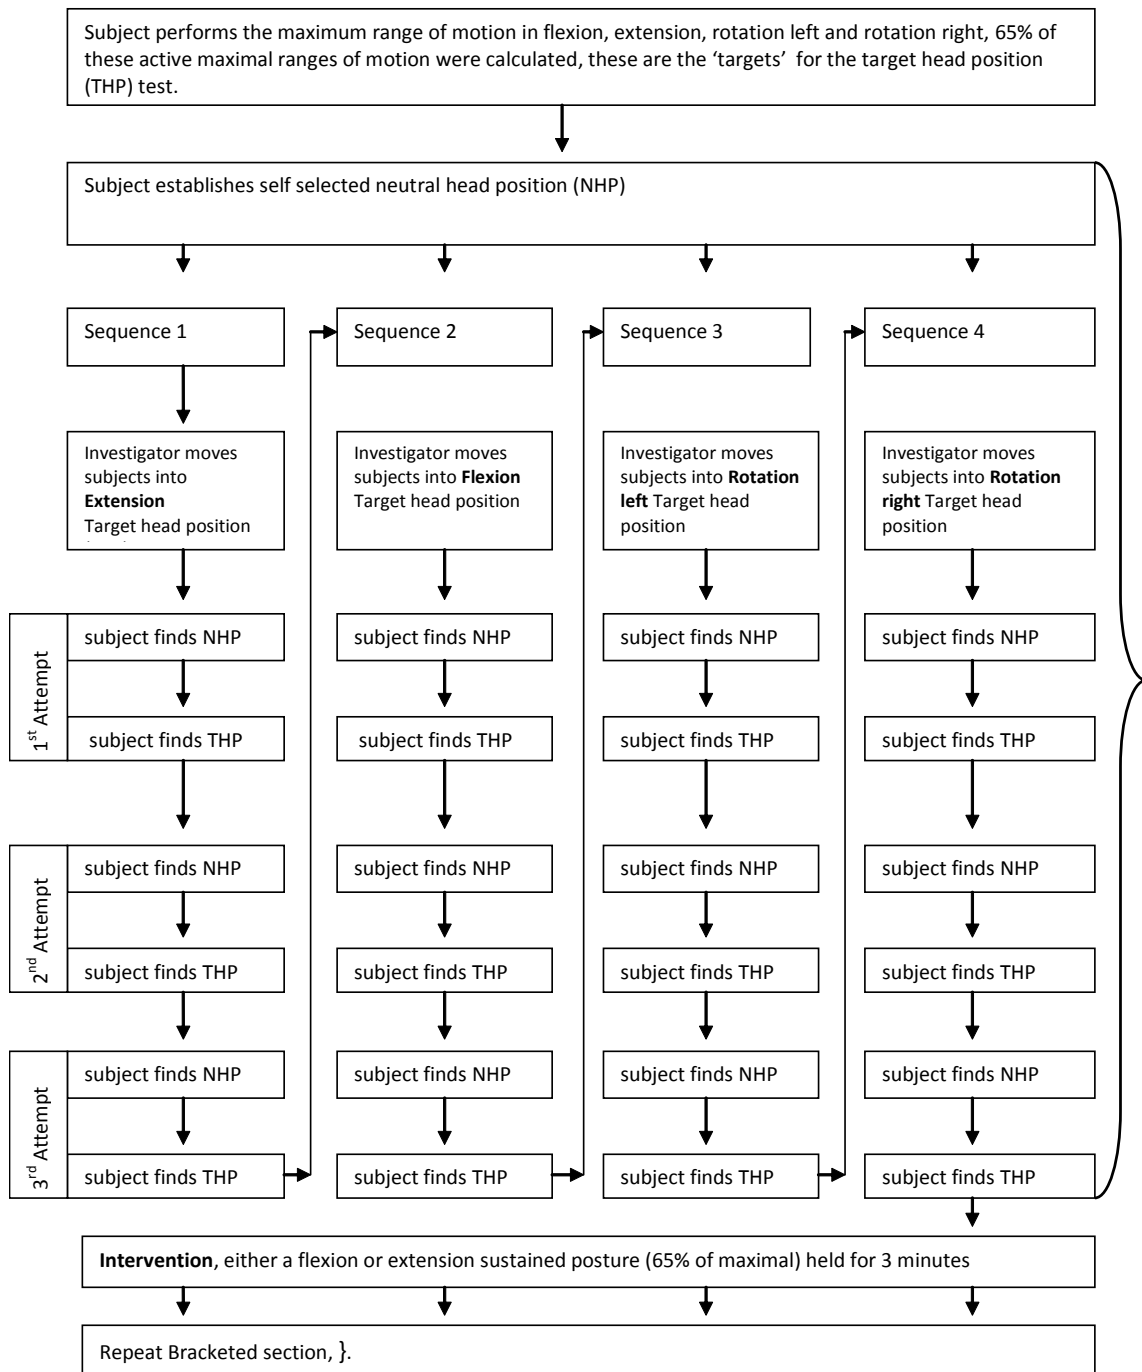 Subject performs the maximum range of motion in flexion, extension, rotation left and rotation right, 65% of
these active maximal ranges of motion were calculated, these are the ‘targets’ for the target head position
(THP) test.
Subject establishes self selected neutral head position (NHP)
Sequence 1
Sequence 2
Sequence 3
Sequence 4
Investigator moves
subjects into
Extension
Target head position
Investigator moves
subjects into Flexion
Target head position
Investigator moves
subjects into Rotation
left Target head
position
Investigator moves
subjects into Rotation
right Target head
position
1st Attempt
subject finds NHP
subject finds NHP
subject finds NHP
subject finds NHP
subject finds THP
subject finds THP
subject finds THP
subject finds THP
2nd Attempt
subject finds NHP
subject finds NHP
subject finds NHP
subject finds NHP
subject finds THP
subject finds THP
subject finds THP
subject finds THP
3rd Attempt
subject finds NHP
subject finds NHP
subject finds NHP
subject finds NHP
subject finds THP
subject finds THP
subject finds THP
subject finds THP
Intervention, either a flexion or extension sustained posture (65% of maximal) held for 3 minutes
Repeat Bracketed section, }.